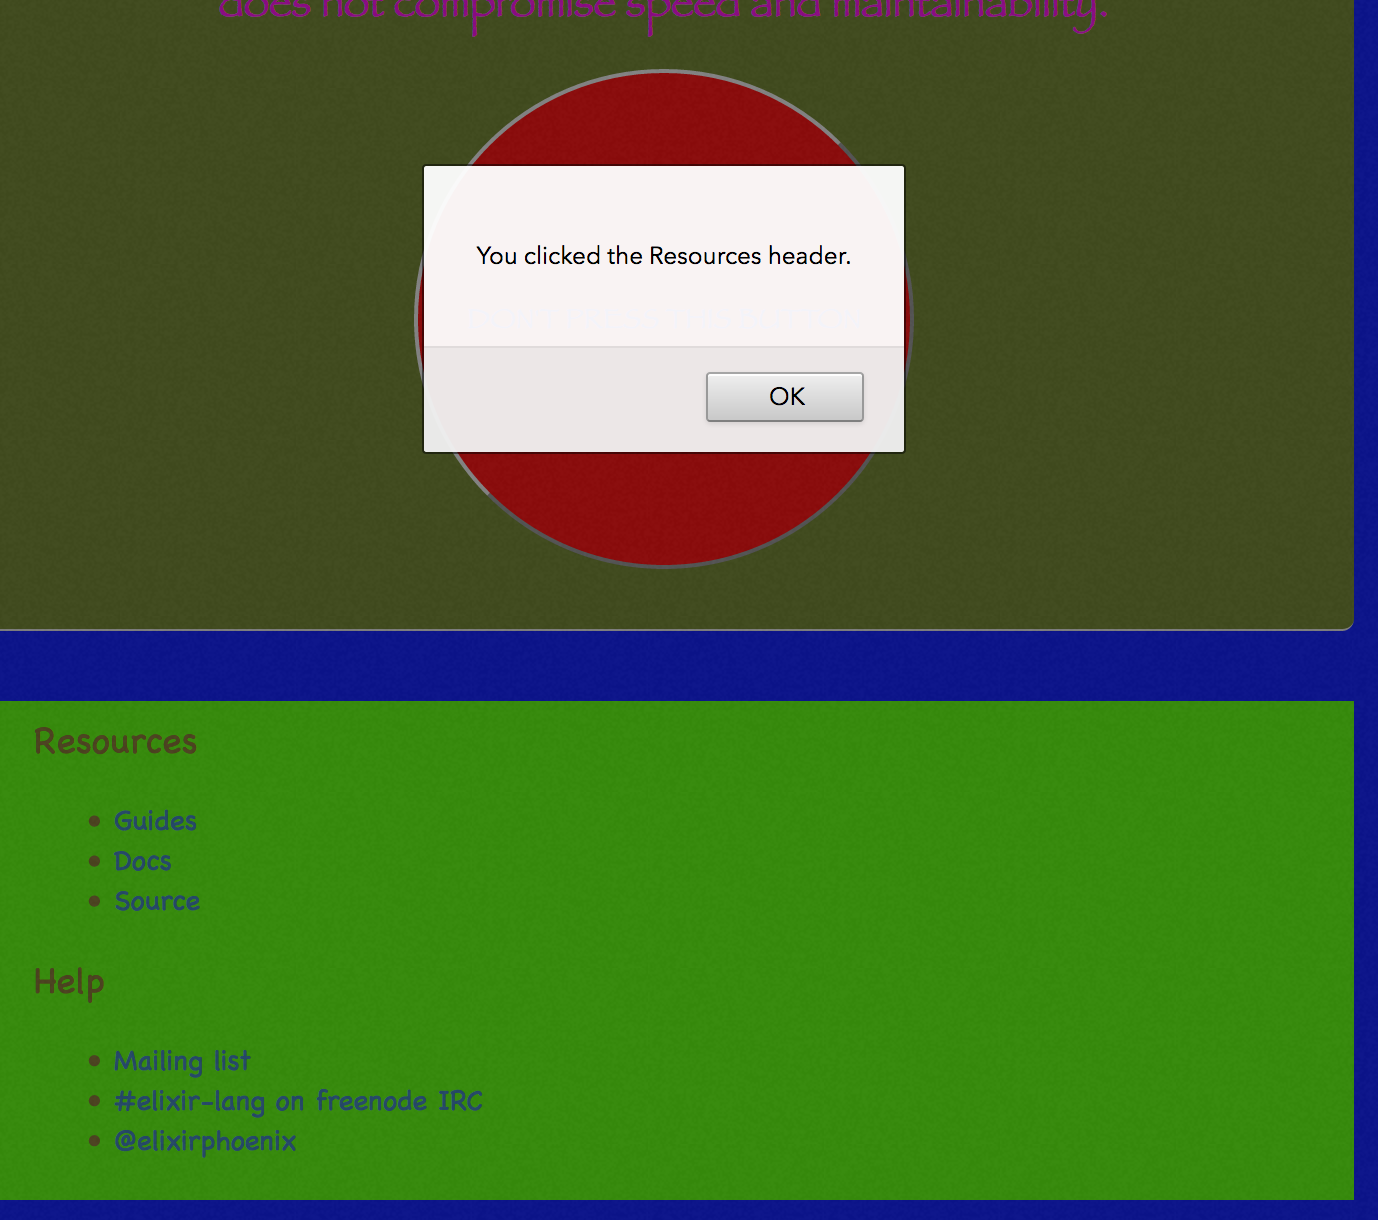 does not compromise speed and maintainability.
You clicked the Resources header.
OK
Resources
Guides
Docs
Source
Help
Mailing list
#elixir-lang on freenode IRC
@elixirphoenix